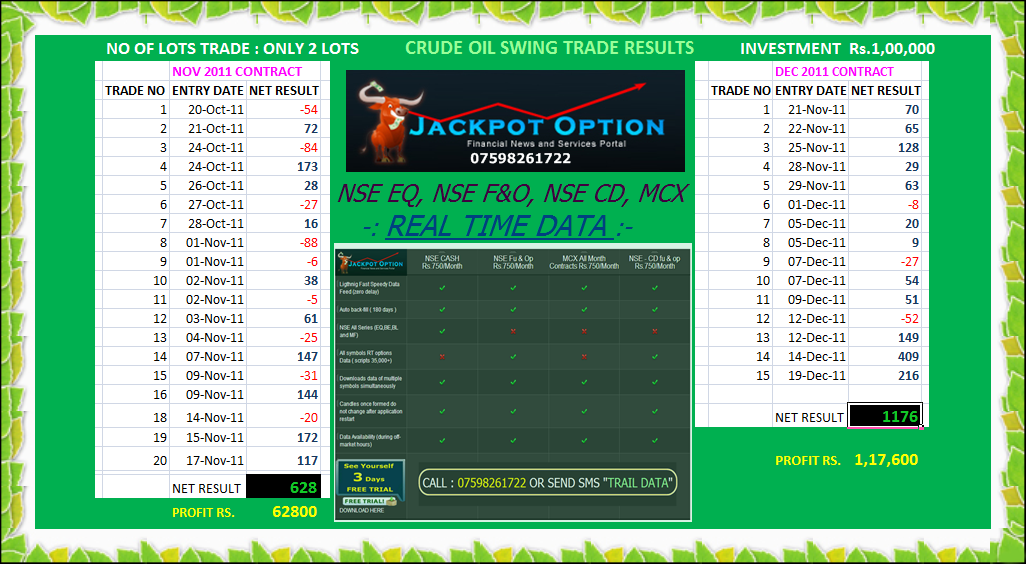 NO OF LOTS TRADE : ONLY 2 LOTS CRUDE OIL SWING TRADE RESULTS INVESTMENT Rs.1,00,000
NOV 2011 CONTRACT
TRADE NO ENTRY DATE NET RESULT
1 20-Oct-11 -54
2 21-Oct-11 72
3 24-Oct-11 -84
4 24-Oct-11 173
5 26-Oct-11 28
6 27-Oct-11 -27
7 28-Oct-11 16
8 01-Nov-11 -88
9 01-Nov-11 -6
10 02-Nov-11 38
11 02-Nov-11 -5
12 03-Nov-11 61
13 04-Nov-11 -25
14 07-Nov-11 147
15 09-Nov-11 -31
16 09-Nov-11 144
18 14-Nov-11 -20
19 15-Nov-11 172
20 17-Nov-11 117
NET RESULT 628
PROFIT RS. 62800
JACKPOT OPTION
Financial News and Services Portal
07598261722
NSE EQ, NSE F&O, NSE CD, MCX
-: REAL TIME DATA :-
JACKPOT OPTION
Financial News and Services Portal
NSE CASH
Rs.750/Month
NSE Fu & Op
Rs.750/Month
MCX All Month
Contracts Rs.750/Month
NSE - CD fu & op
Rs.750/Month
Ligthnig Fast Speedy Data
Feed (zero delay)
Auto back-fill ( 180 days )
NSE All Series (EQ,BE,BL
and MF)
All symbols RT options
Data ( scripts 35,000+)
Downloads data of multiple
symbols simultaneously
Candles once formed do
not change after application
restart
Data Availability (during off-
market hours)
See Yourself
3 Days
FREE TRIAL
FREE TRIAL!
DOWNLOAD HERE
CALL : 07598261722 OR SEND SMS "TRAIL DATA"
DEC 2011 CONTRACT
TRADE NO ENTRY DATE NET RESULT
1 21-Nov-11 70
2 22-Nov-11 65
3 25-Nov-11 128
4 28-Nov-11 29
5 29-Nov-11 63
6 01-Dec-11 -8
7 05-Dec-11 20
8 05-Dec-11 9
9 07-Dec-11 -27
10 07-Dec-11 54
11 09-Dec-11 51
12 12-Dec-11 -52
13 12-Dec-11 149
14 14-Dec-11 409
15 19-Dec-11 216
NET RESULT 1176
PROFIT RS. 1,17,600